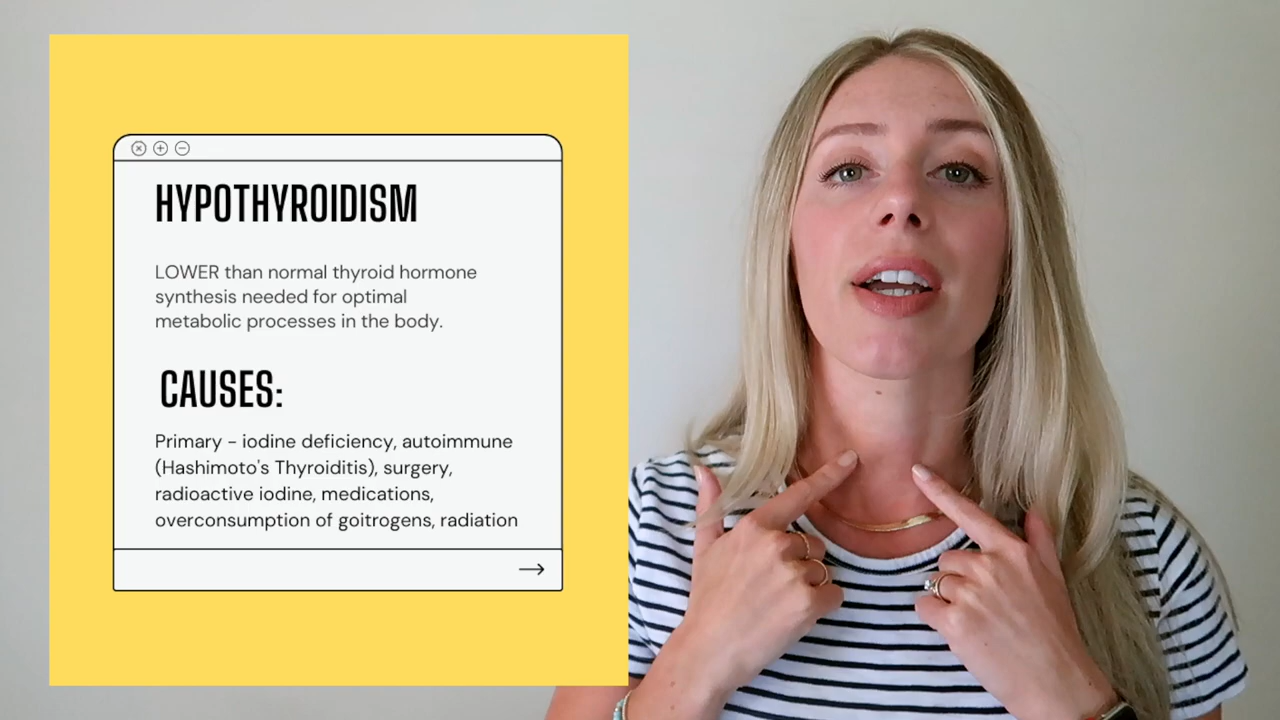 HYPOTHYROIDISM
LOWER than normal thyroid hormone
synthesis needed for optimal
metabolic processes in the body.
CAUSES:
Primary - iodine deficiency, autoimmune
(Hashimoto's Thyroiditis), surgery,
radioactive iodine, medications,
overconsumption of goitrogens, radiation